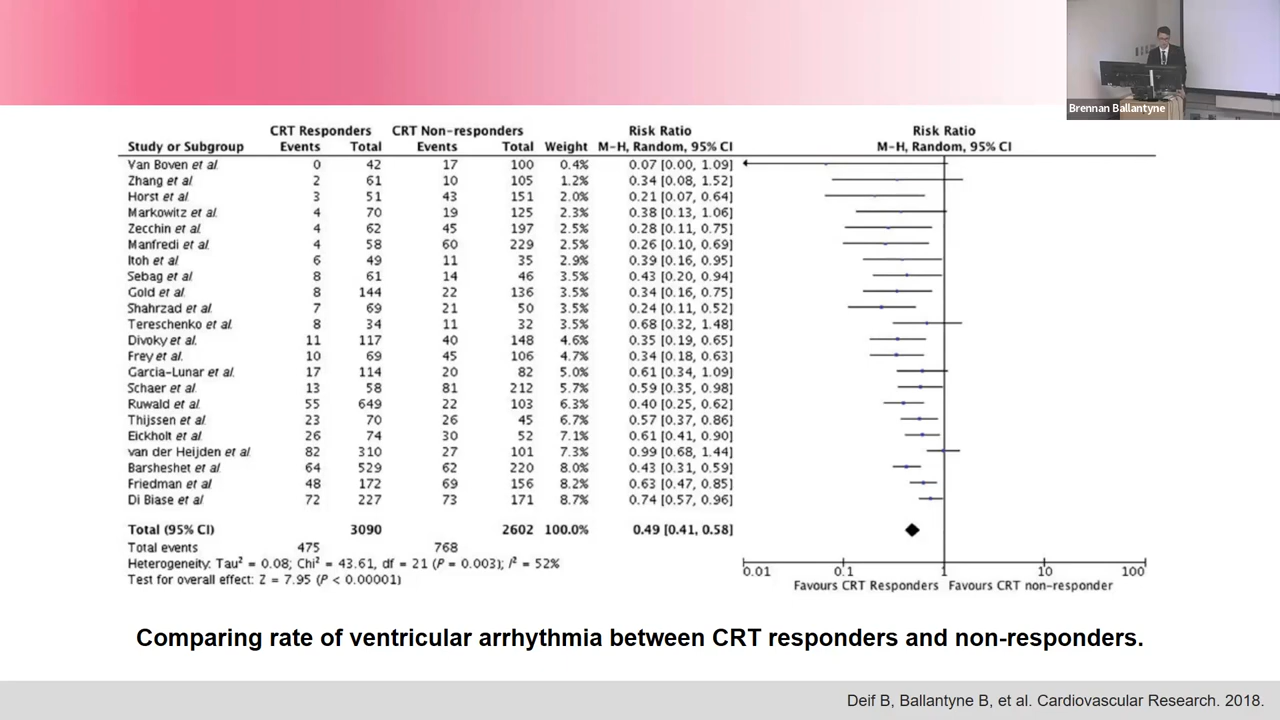 Brennan Ballantyne
CRT Responders CRT Non-responders Risk Ratio Risk Ratio
Study or Subgroup Events Total Events Total Weight M-H, Random, 95% CI M-H, Random, 95% CI
Van Boven et al. 0 42 17 100 0.4% 0.07 [0.00, 1.09]
Zhang et al. 2 61 10 105 1.2% 0.34 [0.08, 1.52]
Horst et al. 3 51 43 151 2.0% 0.21 [0.07, 0.64]
Markowitz et al. 4 70 19 125 2.3% 0.38 [0.13, 1.06]
Zecchin et al. 4 62 45 197 2.5% 0.28 [0.11, 0.75]
Manfredi et al. 4 58 60 229 2.5% 0.26 [0.10, 0.69]
Itoh et al. 6 49 11 35 2.9% 0.39 [0.16, 0.95]
Sebag et al. 8 61 14 46 3.5% 0.43 [0.20, 0.94]
Gold et al. 8 144 22 136 3.5% 0.34 [0.16, 0.75]
Shahrzad et al. 7 69 21 50 3.5% 0.24 [0.11, 0.52]
Tereschenko et al. 8 34 11 32 3.5% 0.68 [0.32, 1.48]
Divoky et al. 11 117 40 148 4.6% 0.35 [0.19, 0.65]
Frey et al. 10 69 45 106 4.7% 0.34 [0.18, 0.63]
Garcia-Lunar et al. 17 114 20 82 5.0% 0.61 [0.34, 1.09]
Schaer et al. 13 58 81 212 5.7% 0.59 [0.35, 0.98]
Ruwald et al. 55 649 22 103 6.3% 0.40 [0.25, 0.62]
Thijssen et al. 23 70 26 45 6.7% 0.57 [0.37, 0.86]
Eickholt et al. 26 74 30 52 7.1% 0.61 [0.41, 0.90]
van der Heijden et al. 82 310 27 101 7.3% 0.99 [0.68, 1.44]
Barsheshet et al. 64 529 62 220 8.0% 0.43 [0.31, 0.59]
Friedman et al. 48 172 69 156 8.7% 0.63 [0.47, 0.85]
Di Biase et al. 72 227 73 171 8.7% 0.74 [0.57, 0.96]
Total (95% CI) 3090 2602 100.0% 0.49 [0.41, 0.58]
Total events 475 768
Heterogeneity: Tau² = 0.08; Chi² = 43.61, df = 21 (P = 0.003); I² = 52%
Test for overall effect: Z = 7.95 (P < 0.00001)
0.01 0.1 1 10 100
Favours CRT Responders Favours CRT non-responder
Comparing rate of ventricular arrhythmia between CRT responders and non-responders.
Deif B, Ballantyne B, et al. Cardiovascular Research. 2018.